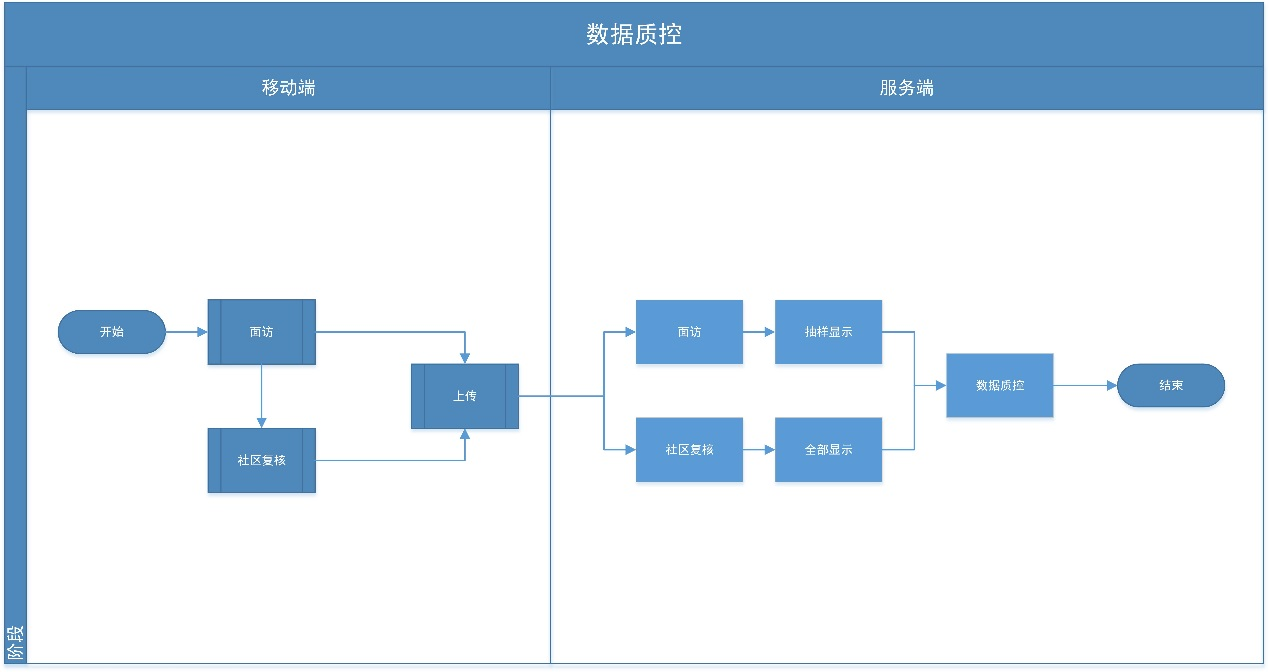 数据质控
移动端
服务端
开始
面访
上传
社区复核
面访
抽样显示
社区复核
全部显示
数据质控
结束
阶段